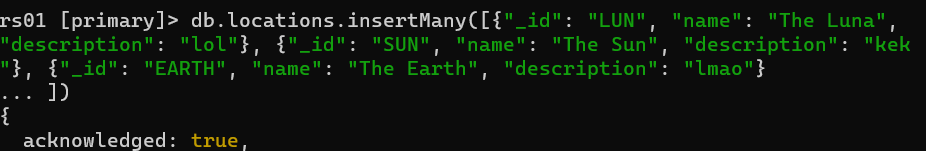 rs01 [primary]> db.locations.insertMany([{"_id": "LUN", "name": "The Luna",
"description": "lol"}, {"_id": "SUN", "name": "The Sun", "description": "kek
"}, {"_id": "EARTH", "name": "The Earth", "description": "lmao"}
... ])
{
  acknowledged: true,